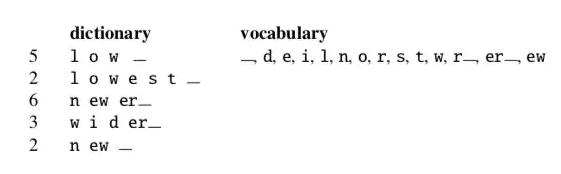 dictionary vocabulary
5 l o w _ _, d, e, i, l, n, o, r, s, t, w, r_, er_, ew
2 l o w e s t _
6 n ew er_
3 w i d er_
2 n ew _